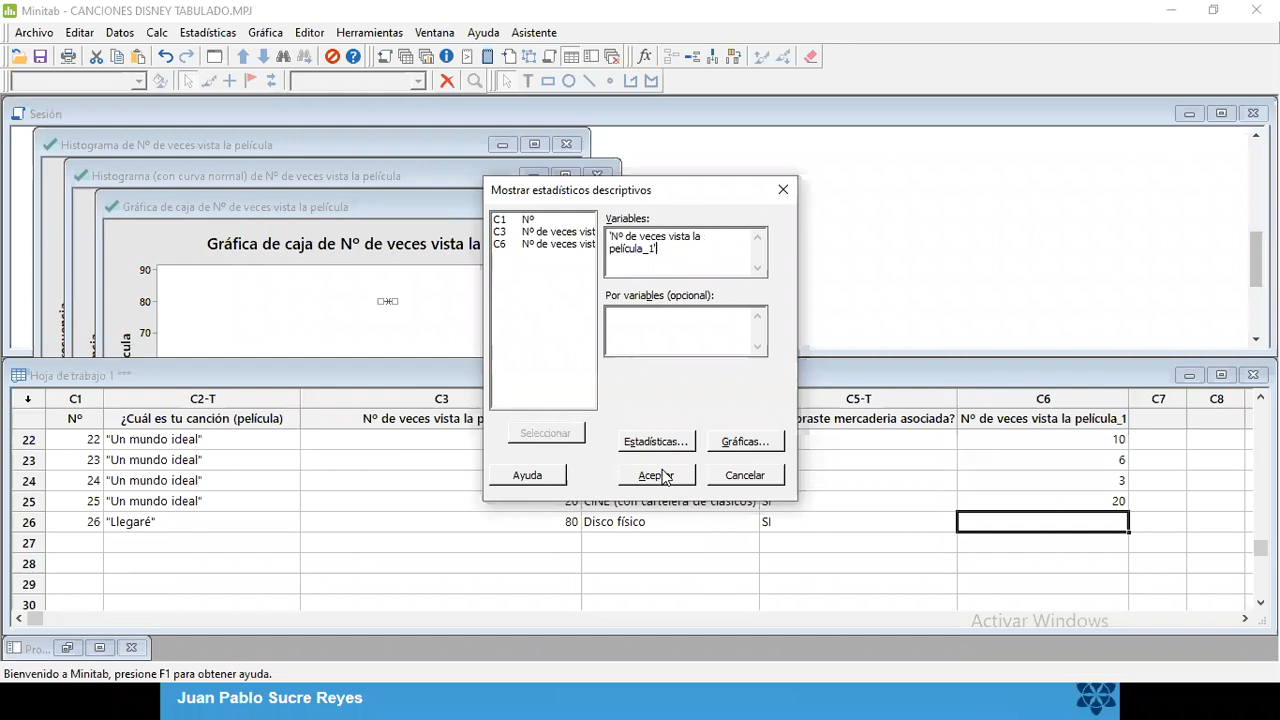 Minitab - CANCIONES DISNEY TABULADO.MPJ
Archivo Editar Datos Calc Estadísticas Gráfica Editor Herramientas Ventana Ayuda Asistente
Sesión
Histograma de Nº de veces vista la película
Histograma (con curva normal) de Nº de veces vista la película
Gráfica de caja de Nº de veces vista la película
Gráfica de caja de Nº de veces vista la
90
80
70
Mostrar estadísticos descriptivos
C1 Nº
C3 Nº de veces vist
C6 Nº de veces vist
Variables:
'Nº de veces vista la
película_1'
Por variables (opcional):
Seleccionar
Estadísticas...
Gráficas...
Ayuda
Aceptar
Cancelar
Hoja de trabajo 1 ***
C1 C2-T C3 C5-T C6 C7 C8
Nº ¿Cuál es tu canción (película) Nº de veces vista la p raste mercaderia asociada? Nº de veces vista la película_1
22 22 "Un mundo ideal" 10
23 23 "Un mundo ideal" 6
24 24 "Un mundo ideal" 3
25 25 "Un mundo ideal" 20 CINE (con cartelera de clasicos) SI 20
26 26 "Llegaré" 80 Disco físico SI
27
28
29
30
Activar Windows
Pro...
Bienvenido a Minitab, presione F1 para obtener ayuda.
Juan Pablo Sucre Reyes